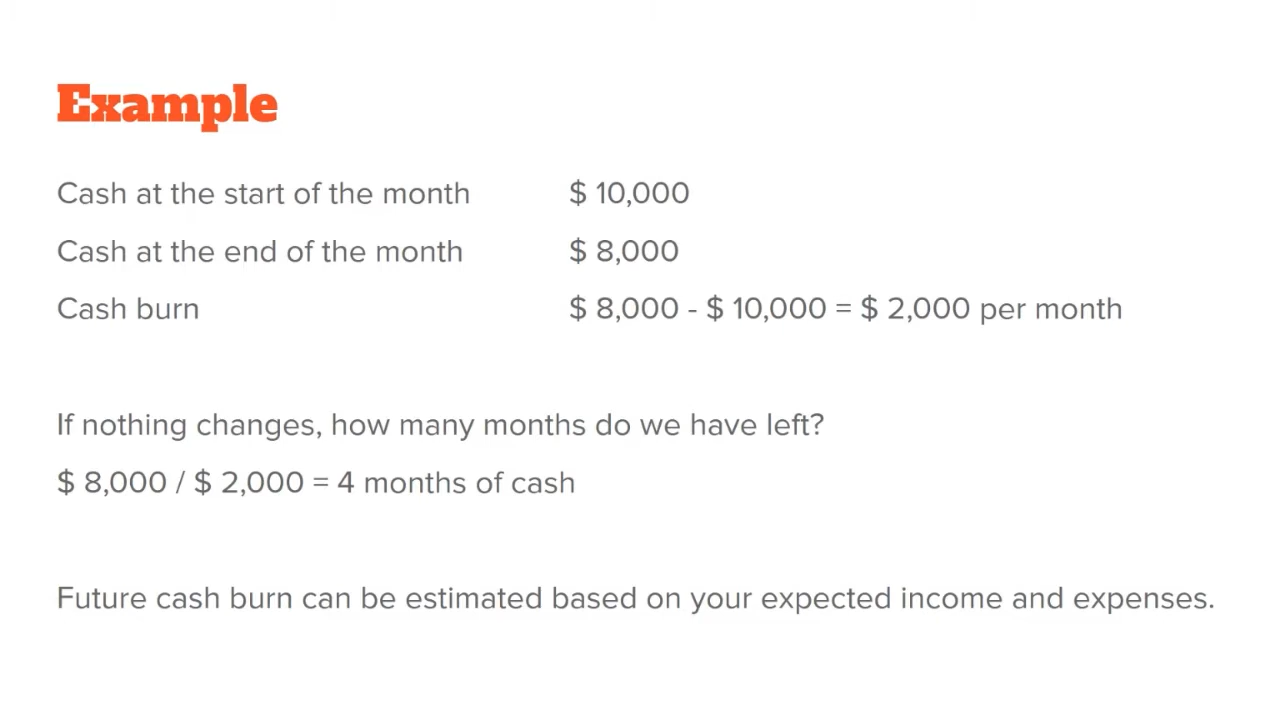 Example
Cash at the start of the month $ 10,000
Cash at the end of the month $ 8,000
Cash burn $ 8,000 - $ 10,000 = $ 2,000 per month
If nothing changes, how many months do we have left?
$ 8,000 / $ 2,000 = 4 months of cash
Future cash burn can be estimated based on your expected income and expenses.